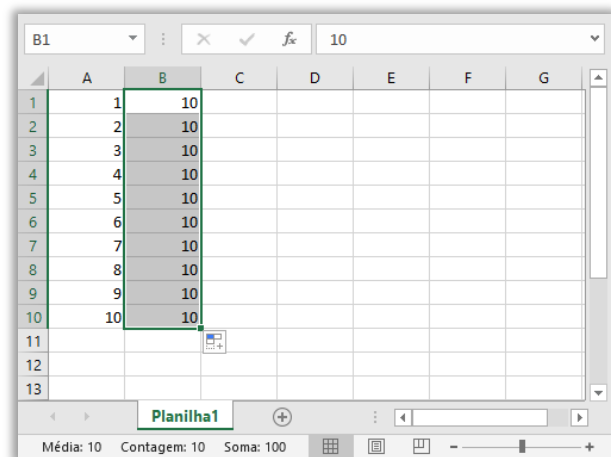 B1 fx 10
A B C D E F G
1 1 10
2 2 10
3 3 10
4 4 10
5 5 10
6 6 10
7 7 10
8 8 10
9 9 10
10 10 10
11
12
13
Planilha1
Média: 10 Contagem: 10 Soma: 100